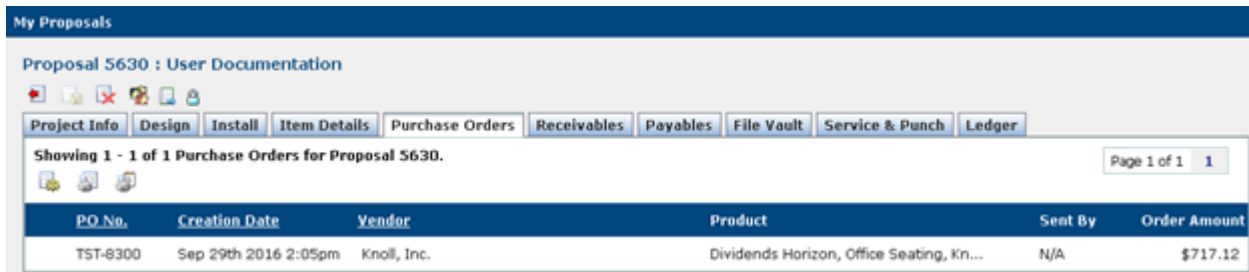 My Proposals
Proposal 5630 : User Documentation
Project Info Design Install Item Details Purchase Orders Receivables Payables File Vault Service & Punch Ledger
Showing 1 - 1 of 1 Purchase Orders for Proposal 5630.
Page 1 of 1 1
PO No. Creation Date Vendor Product Sent By Order Amount
TST-8300 Sep 29th 2016 2:05pm Knoll, Inc. Dividends Horizon, Office Seating, Kn... N/A $717.12